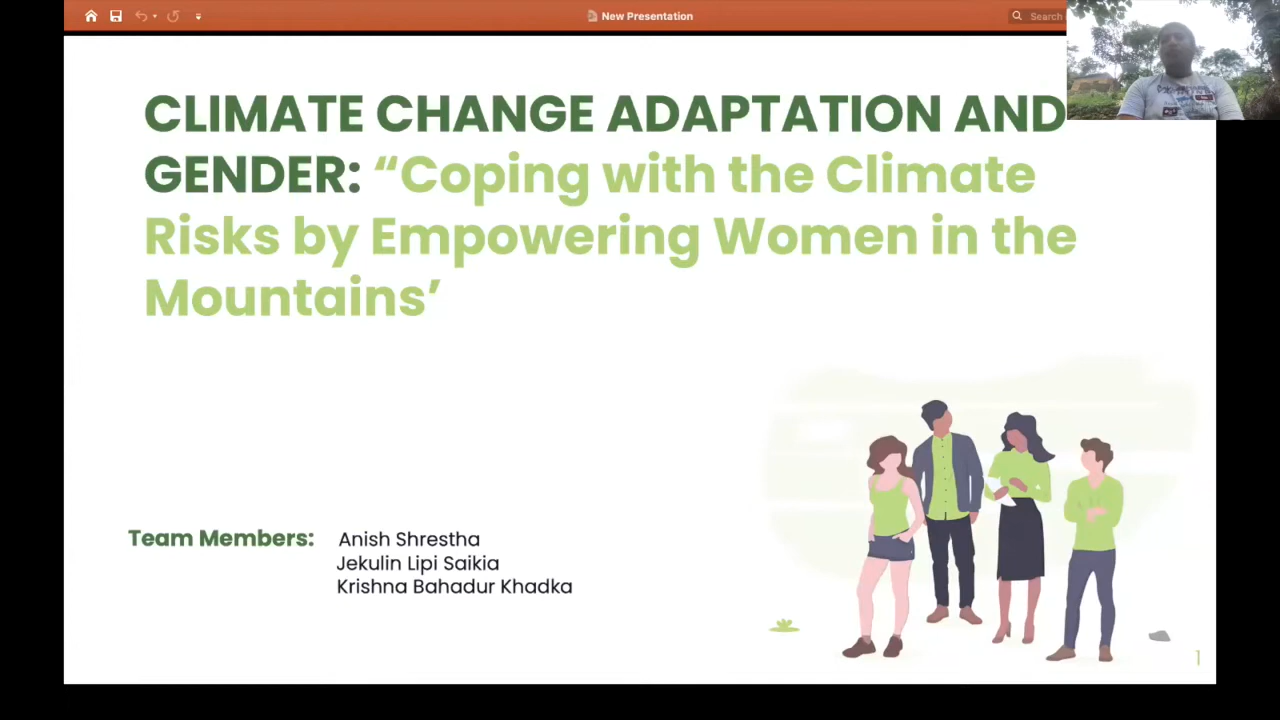 New Presentation
Search
CLIMATE CHANGE ADAPTATION AND
GENDER: “Coping with the Climate
Risks by Empowering Women in the
Mountains’
Team Members: Anish Shrestha
Jekulin Lipi Saikia
Krishna Bahadur Khadka
1